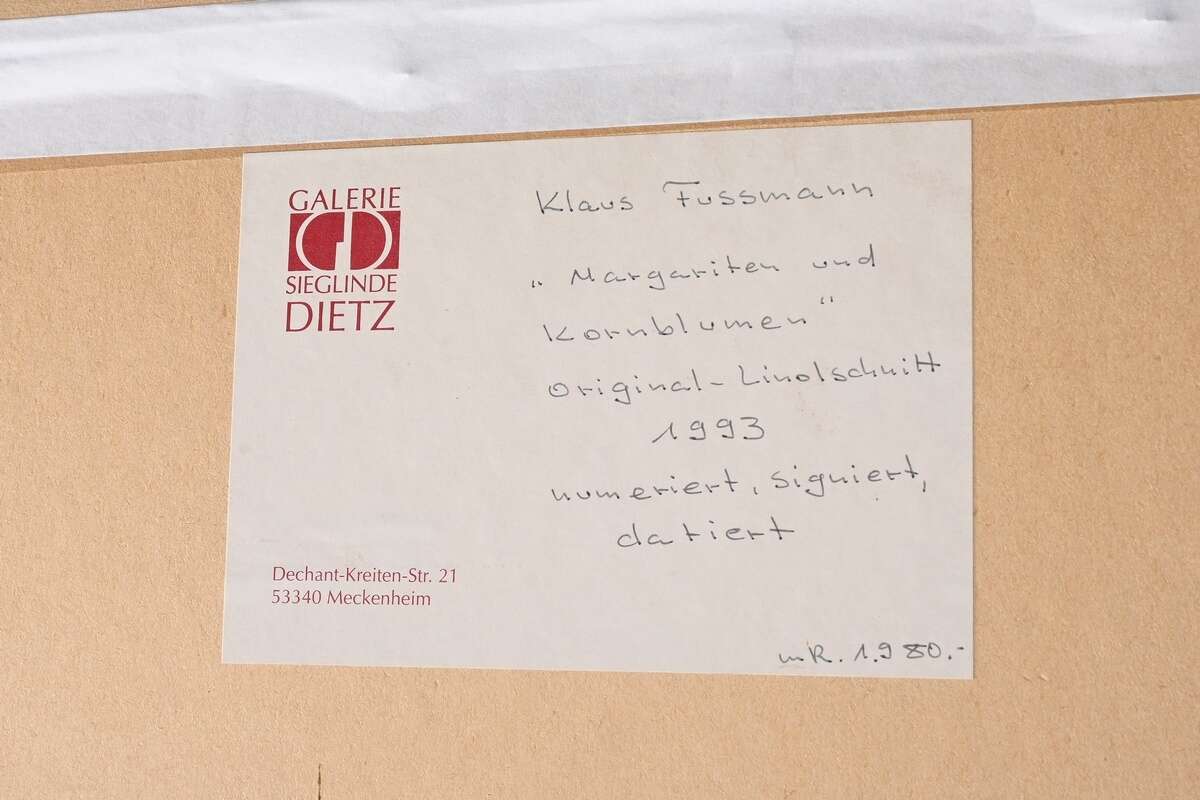 GALERIE
SIEGLINDE
DIETZ
Klaus Fussmann
„Margariten und
Kornblumen"
Original-Linolschnitt
1993
numeriert, signiert,
datiert
Dechant-Kreiten-Str. 21
53340 Meckenheim
mR. 1.980.-